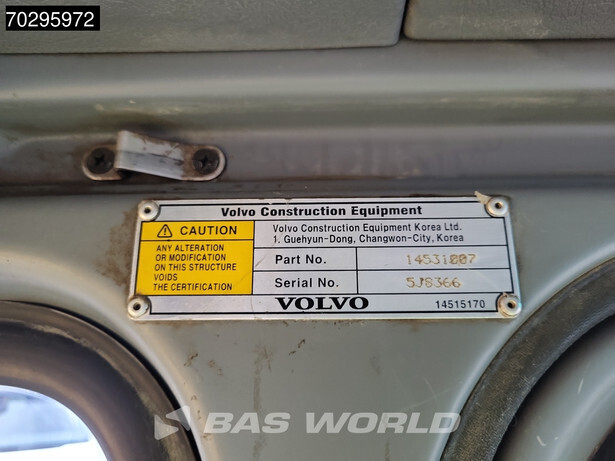 70295972
Volvo Construction Equipment
CAUTION
ANY ALTERATION
OR MODIFICATION
ON THIS STRUCTURE
VOIDS
THE CERTIFICATION
Volvo Construction Equipment Korea Ltd.
1. Guehyun-Dong, Changwon-City, Korea
Part No. 14531807
Serial No. 5J8366
VOLVO 14515170
BAS WORLD